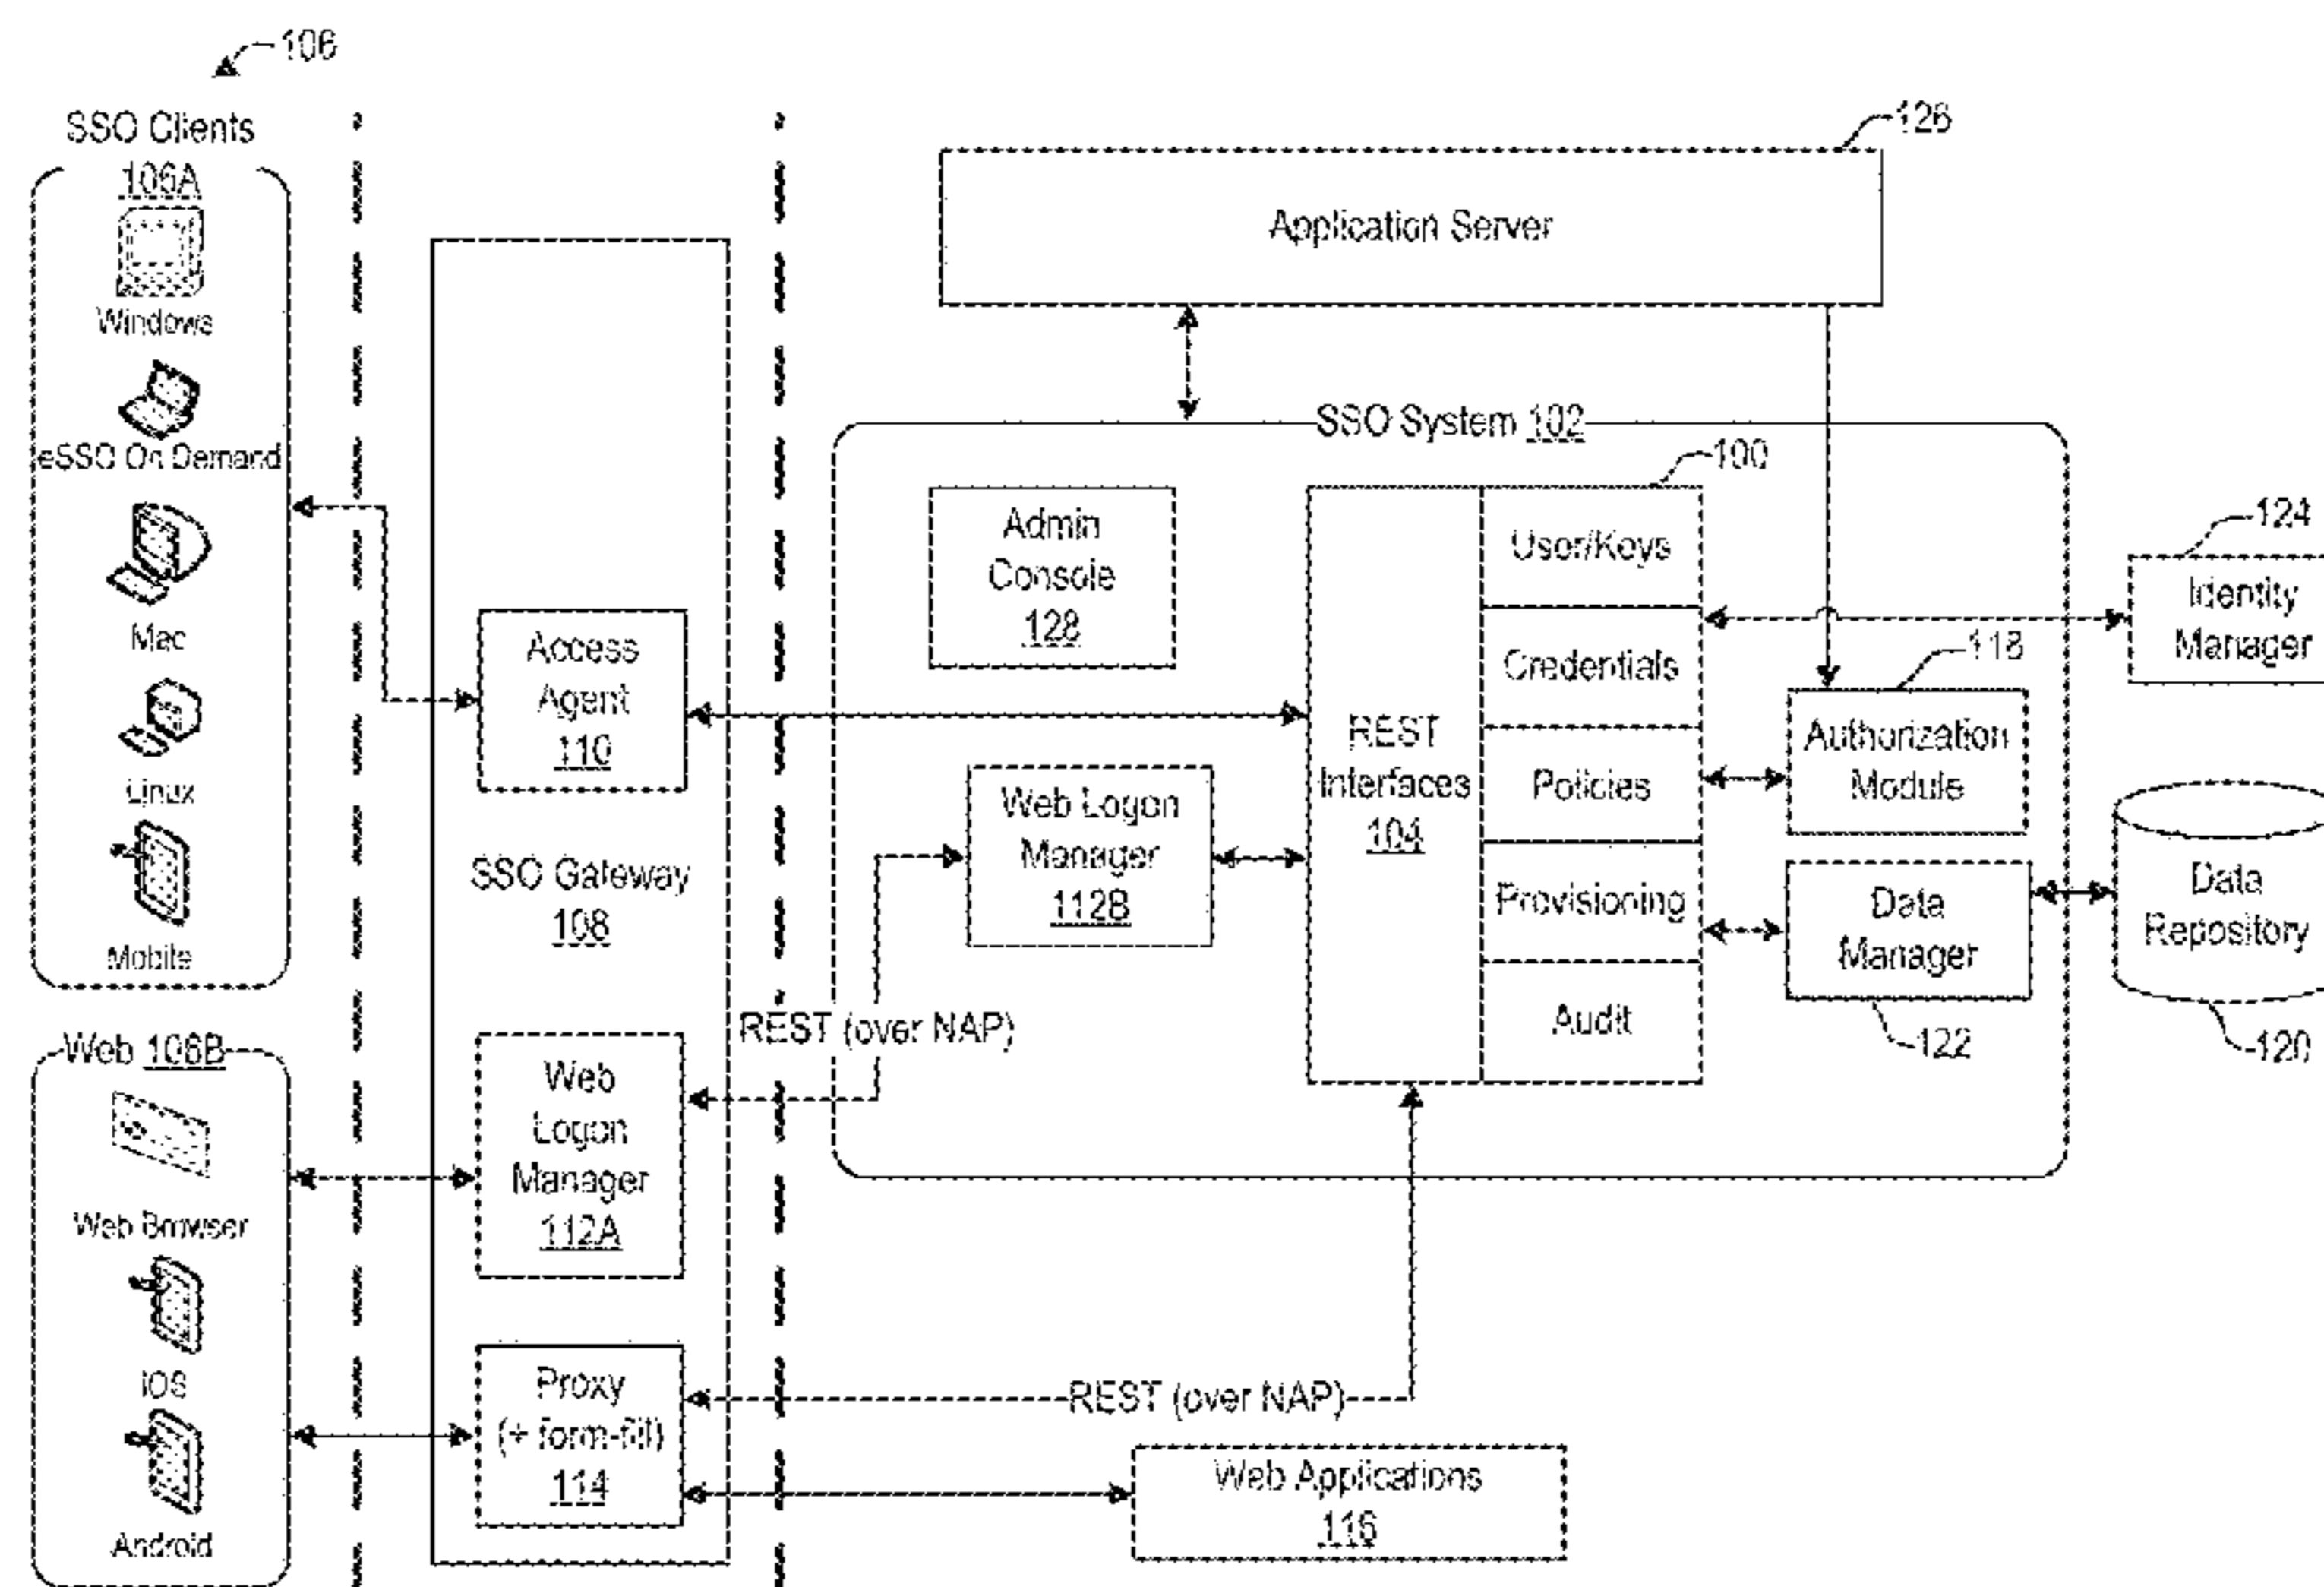 106
SSO Clients
106A
Windows
eSSO On Demand
Mac
Linux
Mobile
Web 106B
Web Browser
iOS
Android
Access
Agent
110
SSO Gateway
108
Web
Logon
Manager
112A
Proxy
(+ form-fill)
114
126
Application Server
SSO System 102
100
Admin
Console
128
Web Logon
Manager
112B
REST
Interfaces
104
User/Keys
Credentials
Policies
Provisioning
Audit
118
Authorization
Module
Data
Manager
122
124
Identity
Manager
Data
Repository
120
REST (over NAP)
REST (over NAP)
Web Applications
116